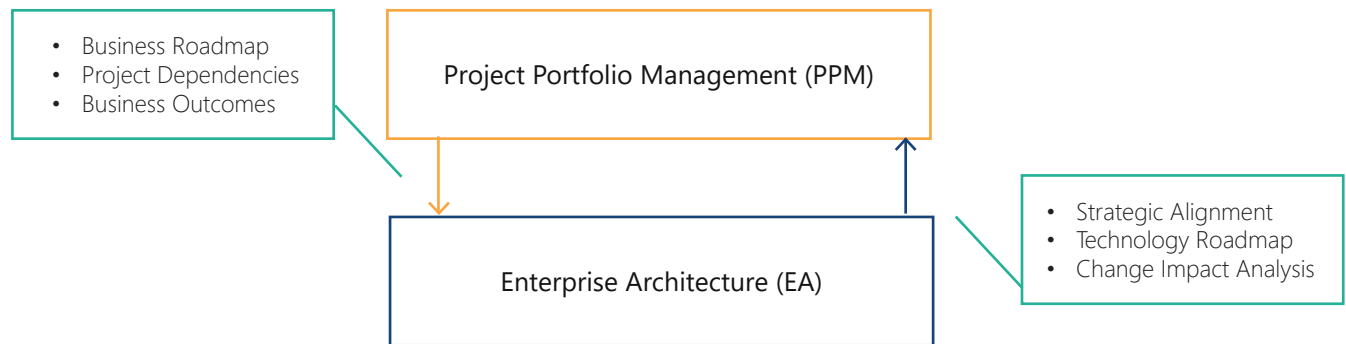 • Business Roadmap
• Project Dependencies
• Business Outcomes
Project Portfolio Management (PPM)
• Strategic Alignment
• Technology Roadmap
• Change Impact Analysis
Enterprise Architecture (EA)